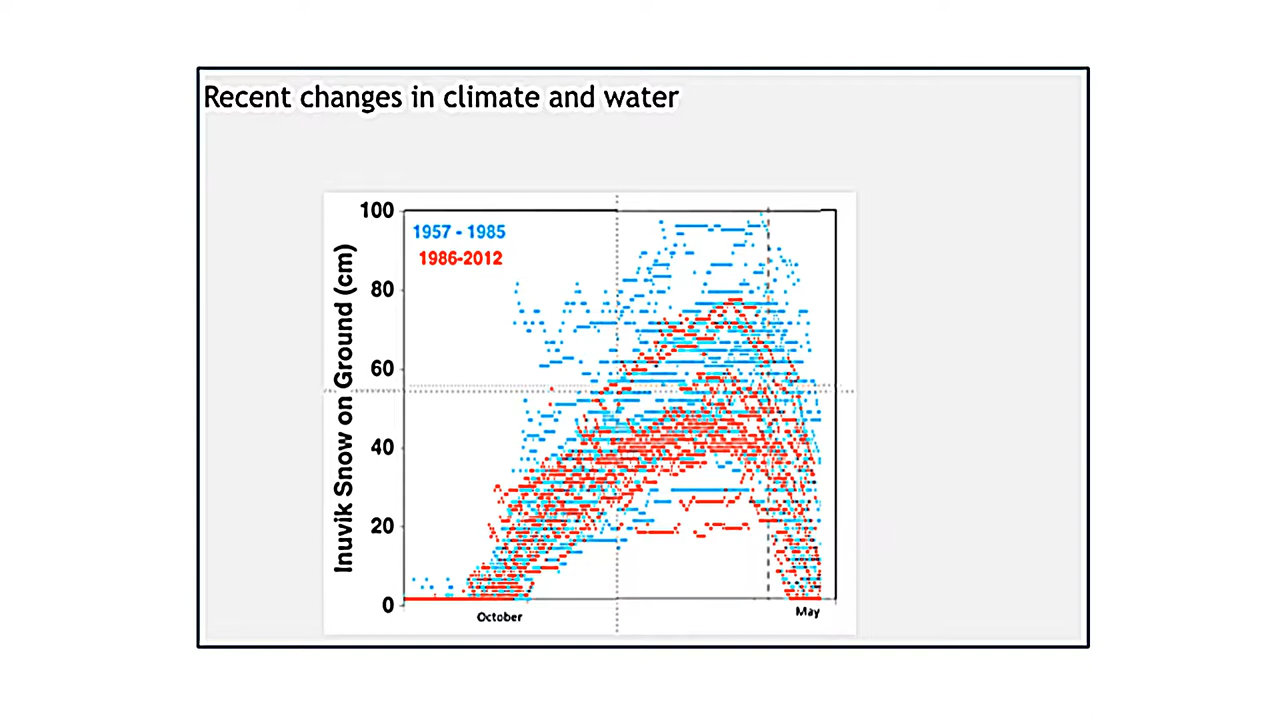 Recent changes in climate and water
100
1957 - 1985
1986-2012
80
60
40
20
0
Inuvik Snow on Ground (cm)
October
May